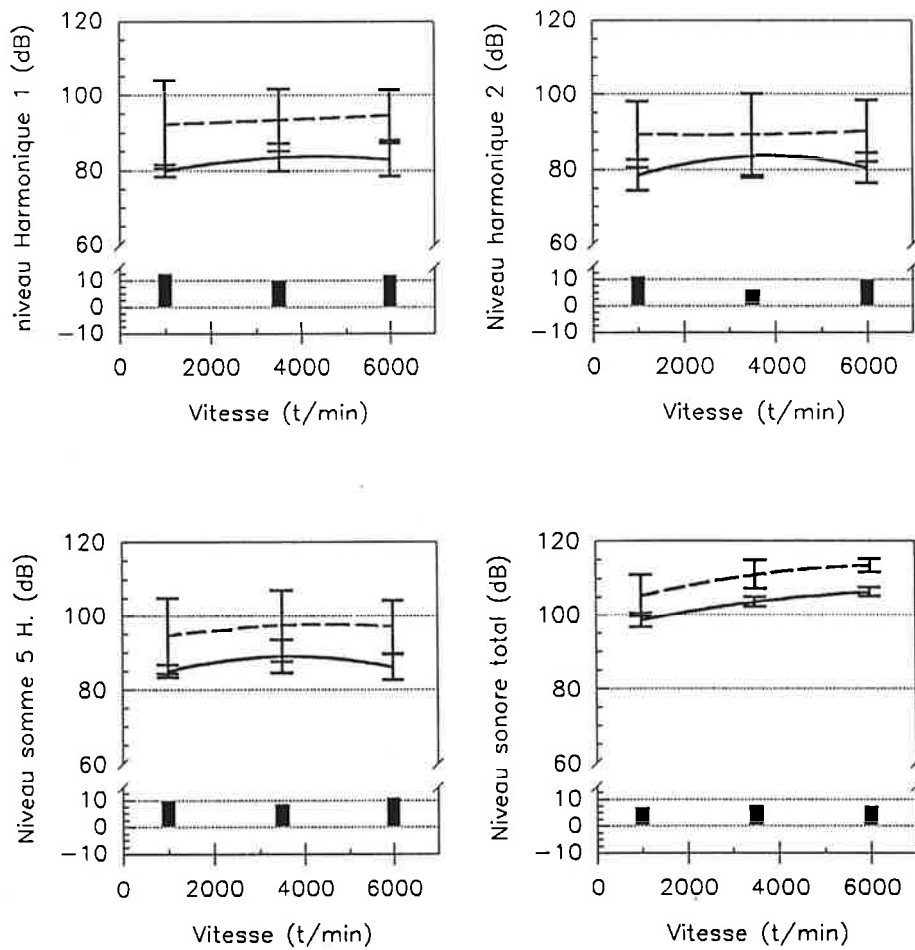 niveau Harmonique 1 (dB)
120
100
80
60
10
0
−10
0 2000 4000 6000
Vitesse (t/min)
Niveau harmonique 2 (dB)
120
100
80
60
10
0
−10
0 2000 4000 6000
Vitesse (t/min)
Niveau somme 5 H. (dB)
120
100
80
60
10
0
−10
0 2000 4000 6000
Vitesse (t/min)
Niveau sonore total (dB)
120
100
80
60
10
0
−10
0 2000 4000 6000
Vitesse (t/min)